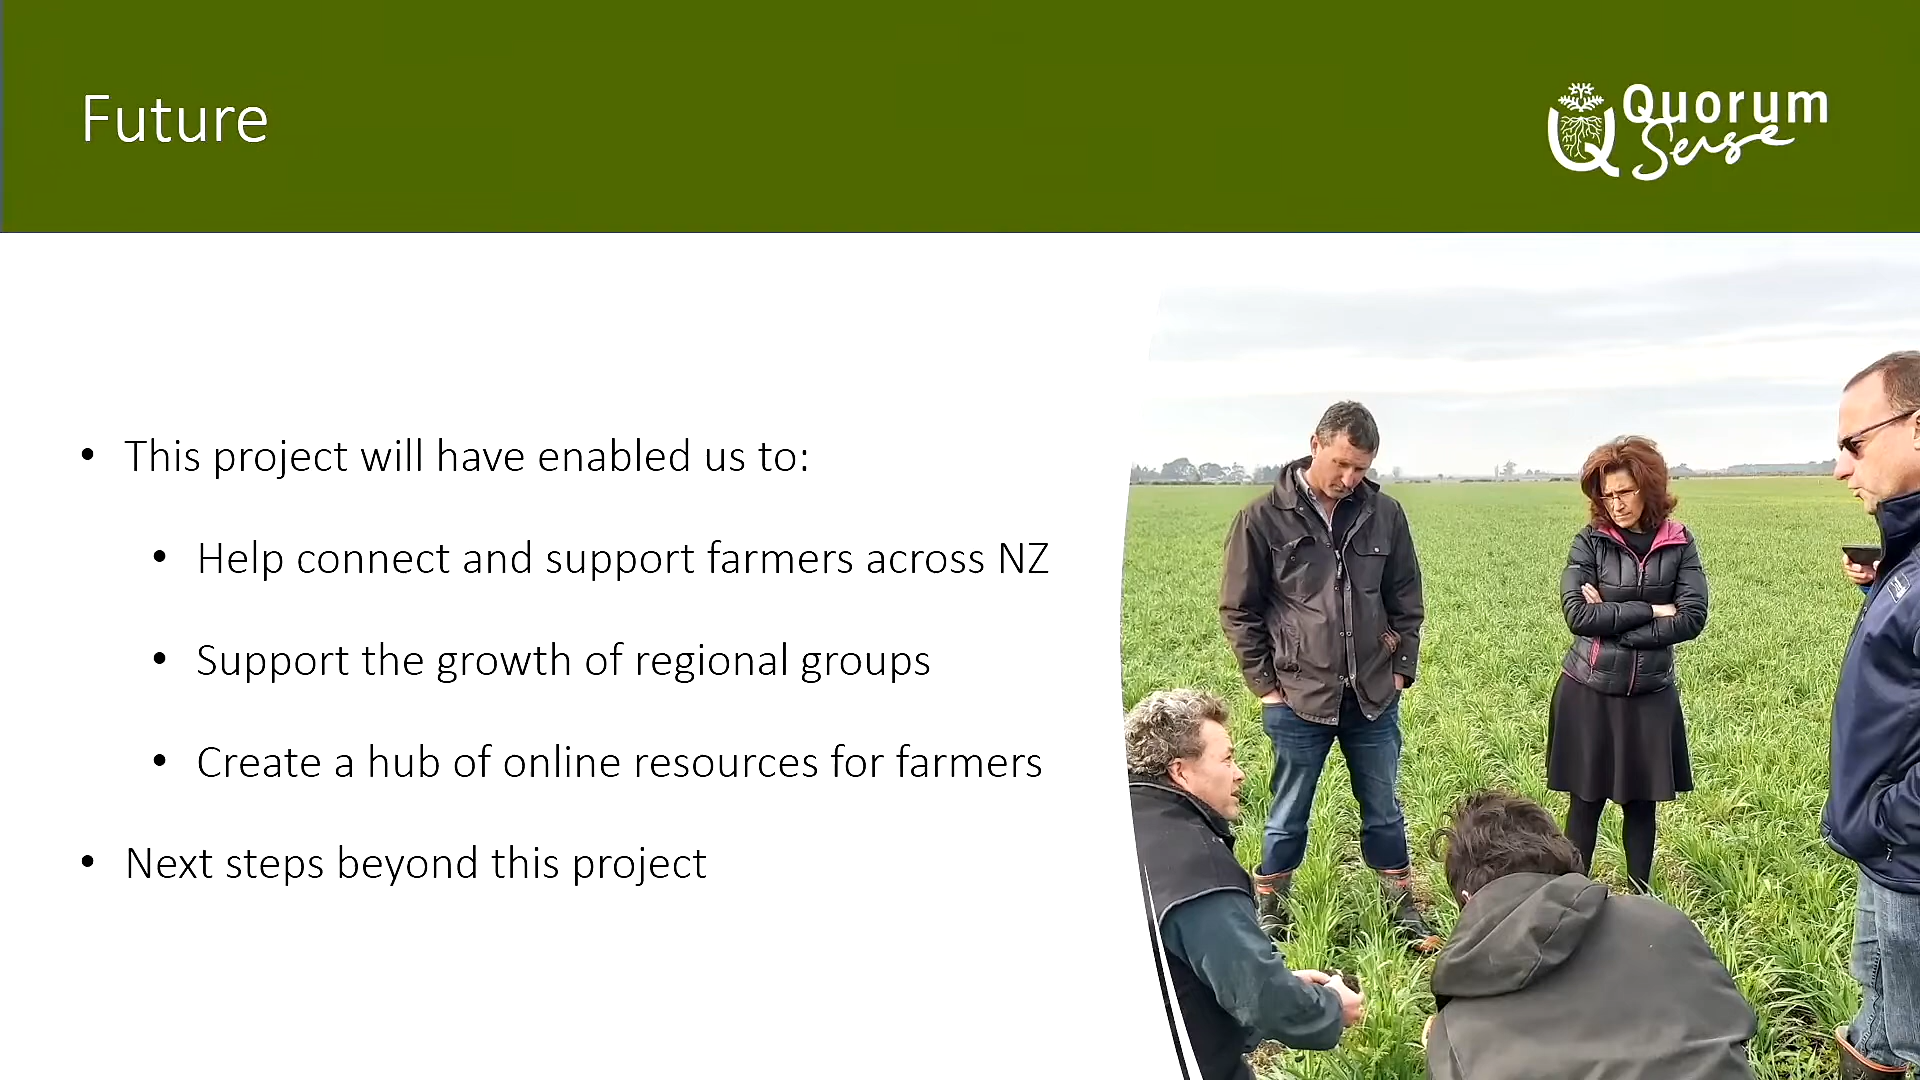 Future
Quorum
Sense
• This project will have enabled us to:
• Help connect and support farmers across NZ
• Support the growth of regional groups
• Create a hub of online resources for farmers
• Next steps beyond this project